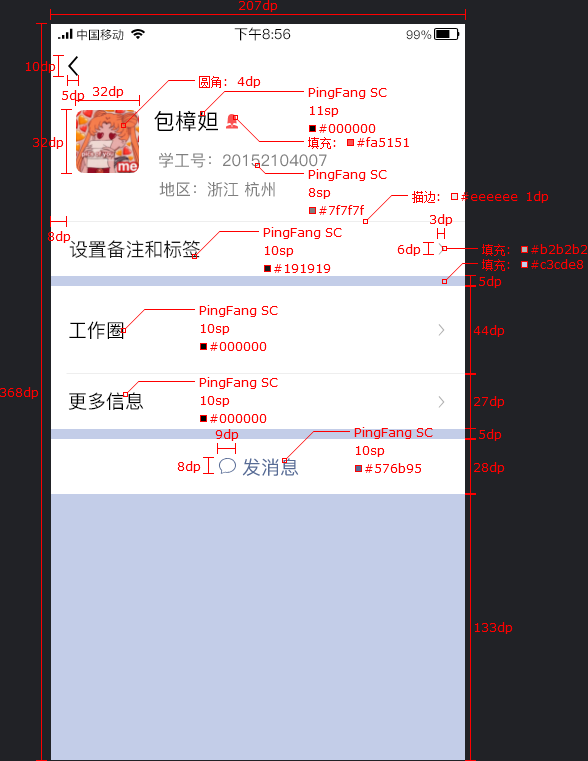 207dp
中国移动 下午8:56 99%
10dp
5dp
32dp
圆角: 4dp
PingFang SC
11sp
#000000
32dp
包樟妲
填充: #fa5151
me
学工号: 20152104007
PingFang SC
8sp
#7f7f7f
地区: 浙江 杭州
描边: #eeeeee 1dp
3dp
8dp
设置备注和标签
PingFang SC
10sp
#191919
6dp
填充: #b2b2b2
填充: #c3cde8
5dp
工作圈
PingFang SC
10sp
#000000
44dp
更多信息
PingFang SC
10sp
#000000
368dp
27dp
9dp
PingFang SC
10sp
#576b95
5dp
8dp
发消息
28dp
133dp